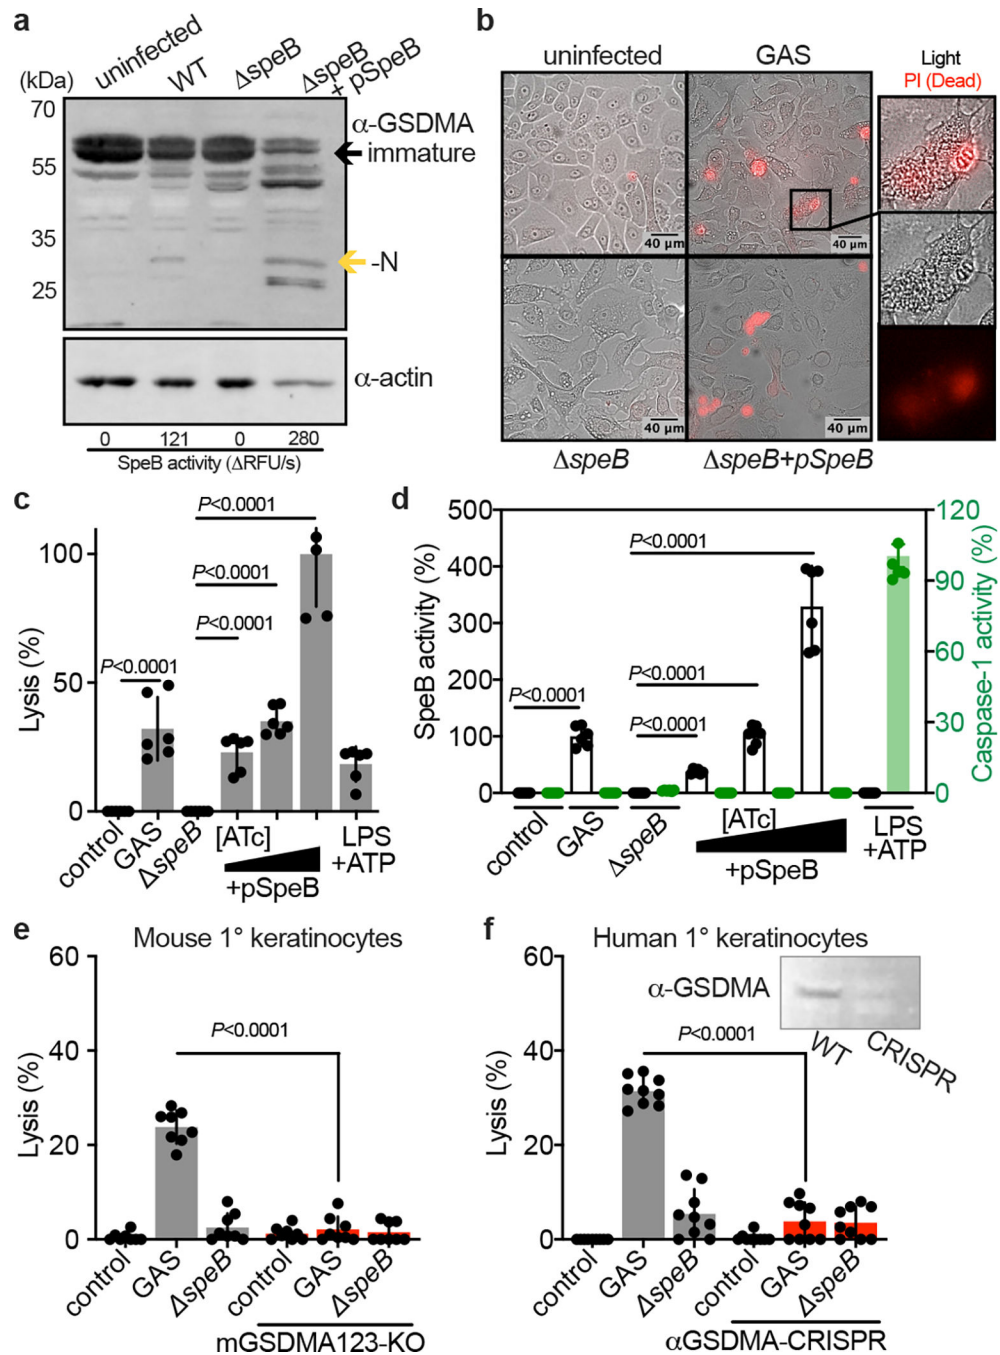 a
uninfected
WT
ΔspeB
ΔspeB
+ pSpeB
(kDa)
70
55
35
25
α-GSDMA
immature
-N
α-actin
0 121 0 280
SpeB activity (ΔRFU/s)
b
uninfected GAS
Light
PI (Dead)
40 µm
40 µm
40 µm
40 µm
ΔspeB ΔspeB+pSpeB
c
P<0.0001
P<0.0001
P<0.0001
P<0.0001
Lysis (%)
100
50
0
control
GAS
ΔspeB
[ATc]
+pSpeB
LPS
+ATP
d
SpeB activity (%)
500
400
300
200
100
0
P<0.0001
P<0.0001
P<0.0001
P<0.0001
120
90
60
30
0
Caspase-1 activity (%)
control
GAS
ΔspeB
[ATc]
+pSpeB
LPS
+ATP
e
Mouse 1° keratinocytes
P<0.0001
Lysis (%)
60
40
20
0
control
GAS
ΔspeB
control
GAS
ΔspeB
mGSDMA123-KO
f
Human 1° keratinocytes
α-GSDMA
WT
CRISPR
P<0.0001
Lysis (%)
60
40
20
0
control
GAS
ΔspeB
control
GAS
ΔspeB
αGSDMA-CRISPR